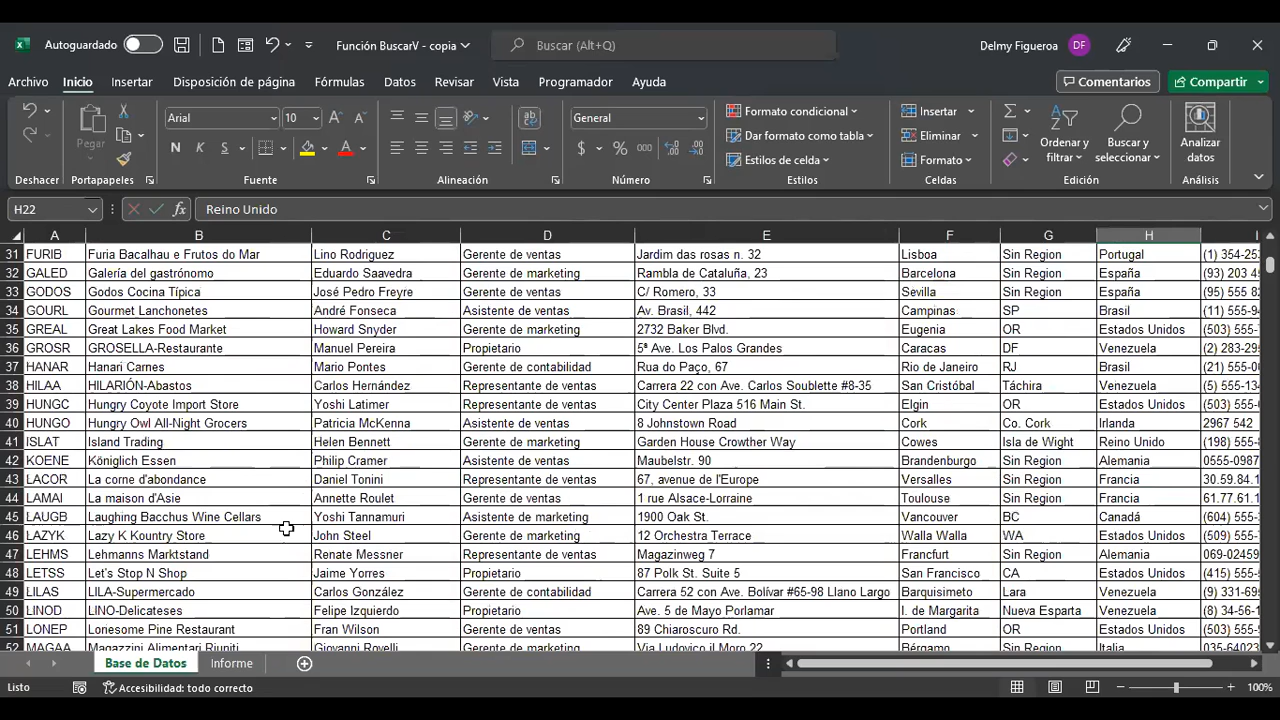 Autoguardado Función BuscarV - copia Buscar (Alt+Q) Delmy Figueroa DF
Archivo Inicio Insertar Disposición de página Fórmulas Datos Revisar Vista Programador Ayuda Comentarios Compartir
Pegar Arial 10 General Formato condicional Insertar Ordenar y filtrar Buscar y seleccionar Analizar datos
N K S $ % 000 Dar formato como tabla Eliminar
Estilos de celda Formato
Deshacer Portapapeles Fuente Alineación Número Estilos Celdas Edición Análisis
H22 fx Reino Unido
A B C D E F G H I
31 FURIB Furia Bacalhau e Frutos do Mar Lino Rodriguez Gerente de ventas Jardim das rosas n. 32 Lisboa Sin Region Portugal (1) 354-253
32 GALED Galería del gastrónomo Eduardo Saavedra Gerente de marketing Rambla de Cataluña, 23 Barcelona Sin Region España (93) 203 4
33 GODOS Godos Cocina Típica José Pedro Freyre Gerente de ventas C/ Romero, 33 Sevilla Sin Region España (95) 555 8
34 GOURL Gourmet Lanchonetes André Fonseca Asistente de ventas Av. Brasil, 442 Campinas SP Brasil (11) 555-9
35 GREAL Great Lakes Food Market Howard Snyder Gerente de marketing 2732 Baker Blvd. Eugenia OR Estados Unidos (503) 555-
36 GROSR GROSELLA-Restaurante Manuel Pereira Propietario 5ª Ave. Los Palos Grandes Caracas DF Venezuela (2) 283-29
37 HANAR Hanari Carnes Mario Pontes Gerente de contabilidad Rua do Paço, 67 Rio de Janeiro RJ Brasil (21) 555-0
38 HILAA HILARIÓN-Abastos Carlos Hernández Representante de ventas Carrera 22 con Ave. Carlos Soublette #8-35 San Cristóbal Táchira Venezuela (5) 555-13
39 HUNGC Hungry Coyote Import Store Yoshi Latimer Representante de ventas City Center Plaza 516 Main St. Elgin OR Estados Unidos (503) 555-
40 HUNGO Hungry Owl All-Night Grocers Patricia McKenna Asistente de ventas 8 Johnstown Road Cork Co. Cork Irlanda 2967 542
41 ISLAT Island Trading Helen Bennett Gerente de marketing Garden House Crowther Way Cowes Isla de Wight Reino Unido (198) 555-8
42 KOENE Königlich Essen Philip Cramer Asistente de ventas Maubelstr. 90 Brandenburgo Sin Region Alemania 0555-0987
43 LACOR La corne d'abondance Daniel Tonini Representante de ventas 67, avenue de l'Europe Versalles Sin Region Francia 30.59.84.1
44 LAMAI La maison d'Asie Annette Roulet Gerente de ventas 1 rue Alsace-Lorraine Toulouse Sin Region Francia 61.77.61.1
45 LAUGB Laughing Bacchus Wine Cellars Yoshi Tannamuri Asistente de marketing 1900 Oak St. Vancouver BC Canadá (604) 555-
46 LAZYK Lazy K Kountry Store John Steel Gerente de marketing 12 Orchestra Terrace Walla Walla WA Estados Unidos (509) 555-
47 LEHMS Lehmanns Marktstand Renate Messner Representante de ventas Magazinweg 7 Francfurt Sin Region Alemania 069-02459
48 LETSS Let's Stop N Shop Jaime Yorres Propietario 87 Polk St. Suite 5 San Francisco CA Estados Unidos (415) 555-
49 LILAS LILA-Supermercado Carlos González Gerente de contabilidad Carrera 52 con Ave. Bolívar #65-98 Llano Largo Barquisimeto Lara Venezuela (9) 331-69
50 LINOD LINO-Delicateses Felipe Izquierdo Propietario Ave. 5 de Mayo Porlamar I. de Margarita Nueva Esparta Venezuela (8) 34-56-1
51 LONEP Lonesome Pine Restaurant Fran Wilson Gerente de ventas 89 Chiaroscuro Rd. Portland OR Estados Unidos (503) 555-
52 MAGAA Magazzini Alimentari Riuniti Giovanni Rovelli Gerente de marketing Via Ludovico il Moro 22 Bérgamo Sin Region Italia 035-64023
Base de Datos Informe
Listo Accesibilidad: todo correcto 100%